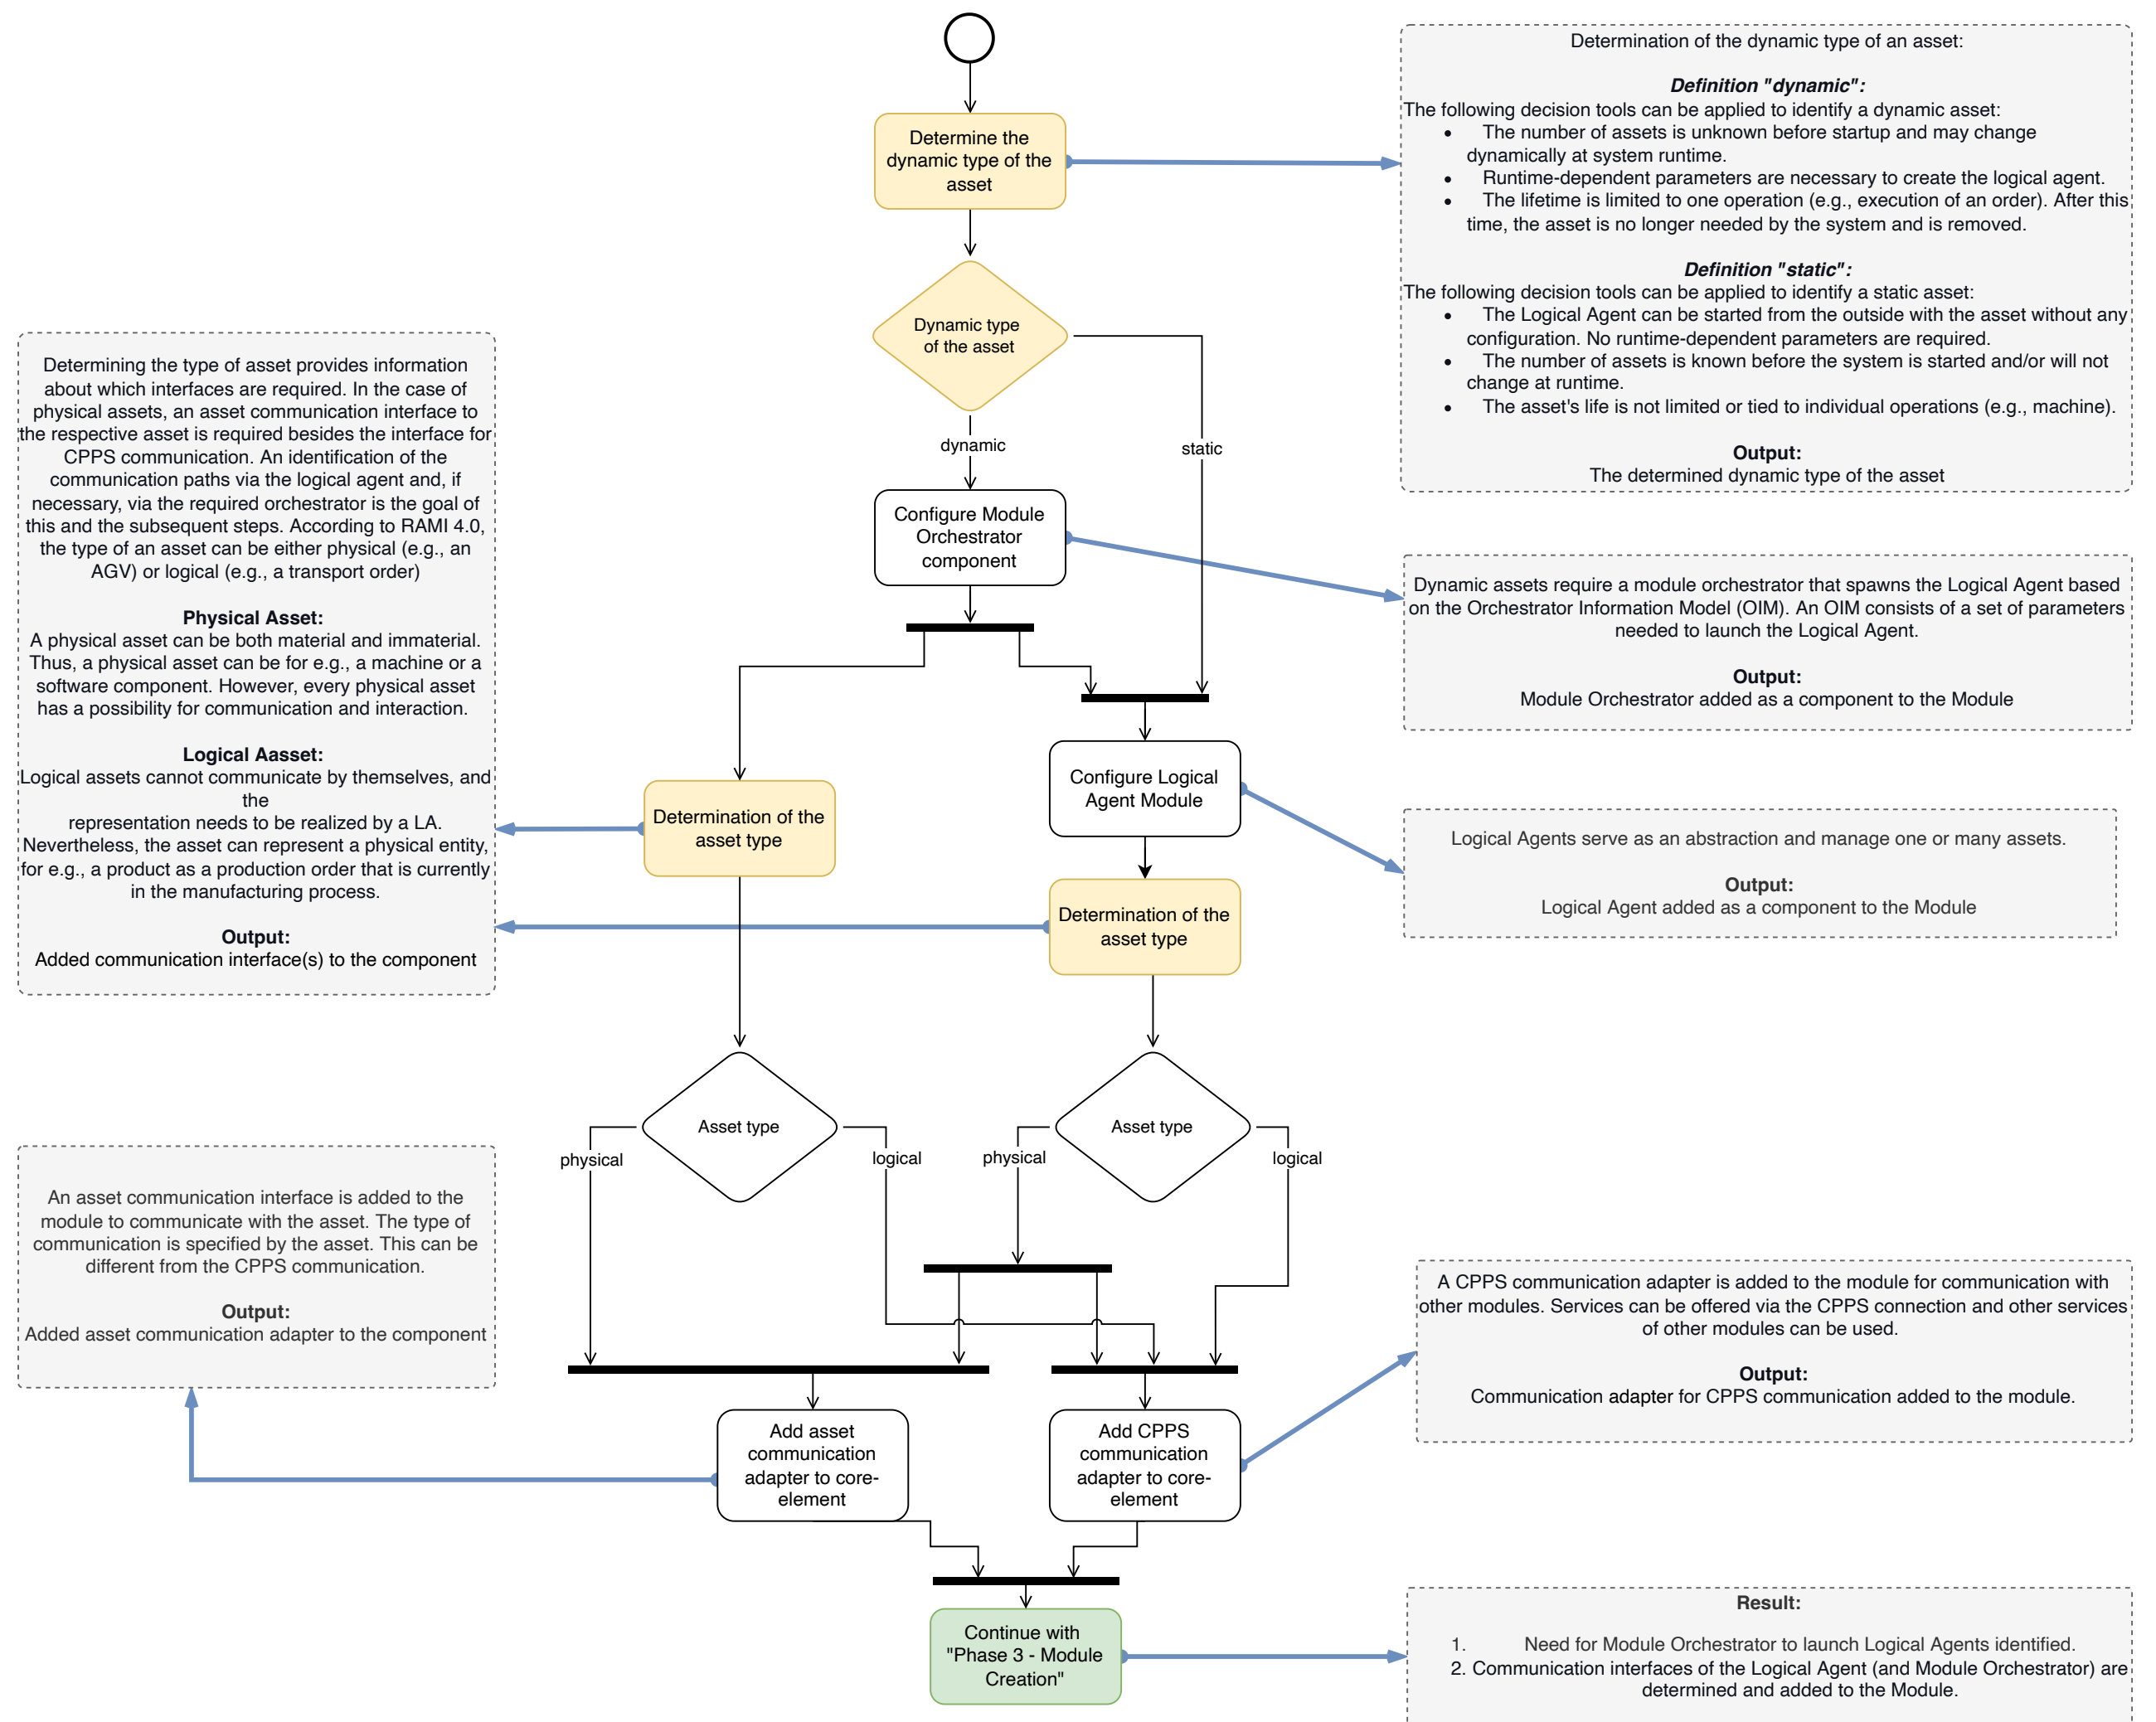 Determine the
dynamic type of the
asset
Determination of the dynamic type of an asset:
Definition "dynamic":
The following decision tools can be applied to identify a dynamic asset:
• The number of assets is unknown before startup and may change
dynamically at system runtime.
• Runtime-dependent parameters are necessary to create the logical agent.
• The lifetime is limited to one operation (e.g., execution of an order). After this
time, the asset is no longer needed by the system and is removed.
Definition "static":
The following decision tools can be applied to identify a static asset:
• The Logical Agent can be started from the outside with the asset without any
configuration. No runtime-dependent parameters are required.
• The number of assets is known before the system is started and/or will not
change at runtime.
• The asset's life is not limited or tied to individual operations (e.g., machine).
Output:
The determined dynamic type of the asset
Dynamic type
of the asset
dynamic
static
Configure Module
Orchestrator
component
Dynamic assets require a module orchestrator that spawns the Logical Agent based
on the Orchestrator Information Model (OIM). An OIM consists of a set of parameters
needed to launch the Logical Agent.
Output:
Module Orchestrator added as a component to the Module
Determining the type of asset provides information
about which interfaces are required. In the case of
physical assets, an asset communication interface to
the respective asset is required besides the interface for
CPPS communication. An identification of the
communication paths via the logical agent and, if
necessary, via the required orchestrator is the goal of
this and the subsequent steps. According to RAMI 4.0,
the type of an asset can be either physical (e.g., an
AGV) or logical (e.g., a transport order)
Physical Asset:
A physical asset can be both material and immaterial.
Thus, a physical asset can be for e.g., a machine or a
software component. However, every physical asset
has a possibility for communication and interaction.
Logical Aasset:
Logical assets cannot communicate by themselves, and
the
representation needs to be realized by a LA.
Nevertheless, the asset can represent a physical entity,
for e.g., a product as a production order that is currently
in the manufacturing process.
Output:
Added communication interface(s) to the component
Configure Logical
Agent Module
Logical Agents serve as an abstraction and manage one or many assets.
Output:
Logical Agent added as a component to the Module
Determination of the
asset type
Determination of the
asset type
Asset type
physical
logical
Asset type
physical
logical
An asset communication interface is added to the
module to communicate with the asset. The type of
communication is specified by the asset. This can be
different from the CPPS communication.
Output:
Added asset communication adapter to the component
A CPPS communication adapter is added to the module for communication with
other modules. Services can be offered via the CPPS connection and other services
of other modules can be used.
Output:
Communication adapter for CPPS communication added to the module.
Add asset
communication
adapter to core-
element
Add CPPS
communication
adapter to core-
element
Continue with
"Phase 3 - Module
Creation"
Result:
1. Need for Module Orchestrator to launch Logical Agents identified.
2. Communication interfaces of the Logical Agent (and Module Orchestrator) are
determined and added to the Module.